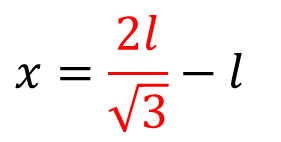 x = 2l/√3 − l